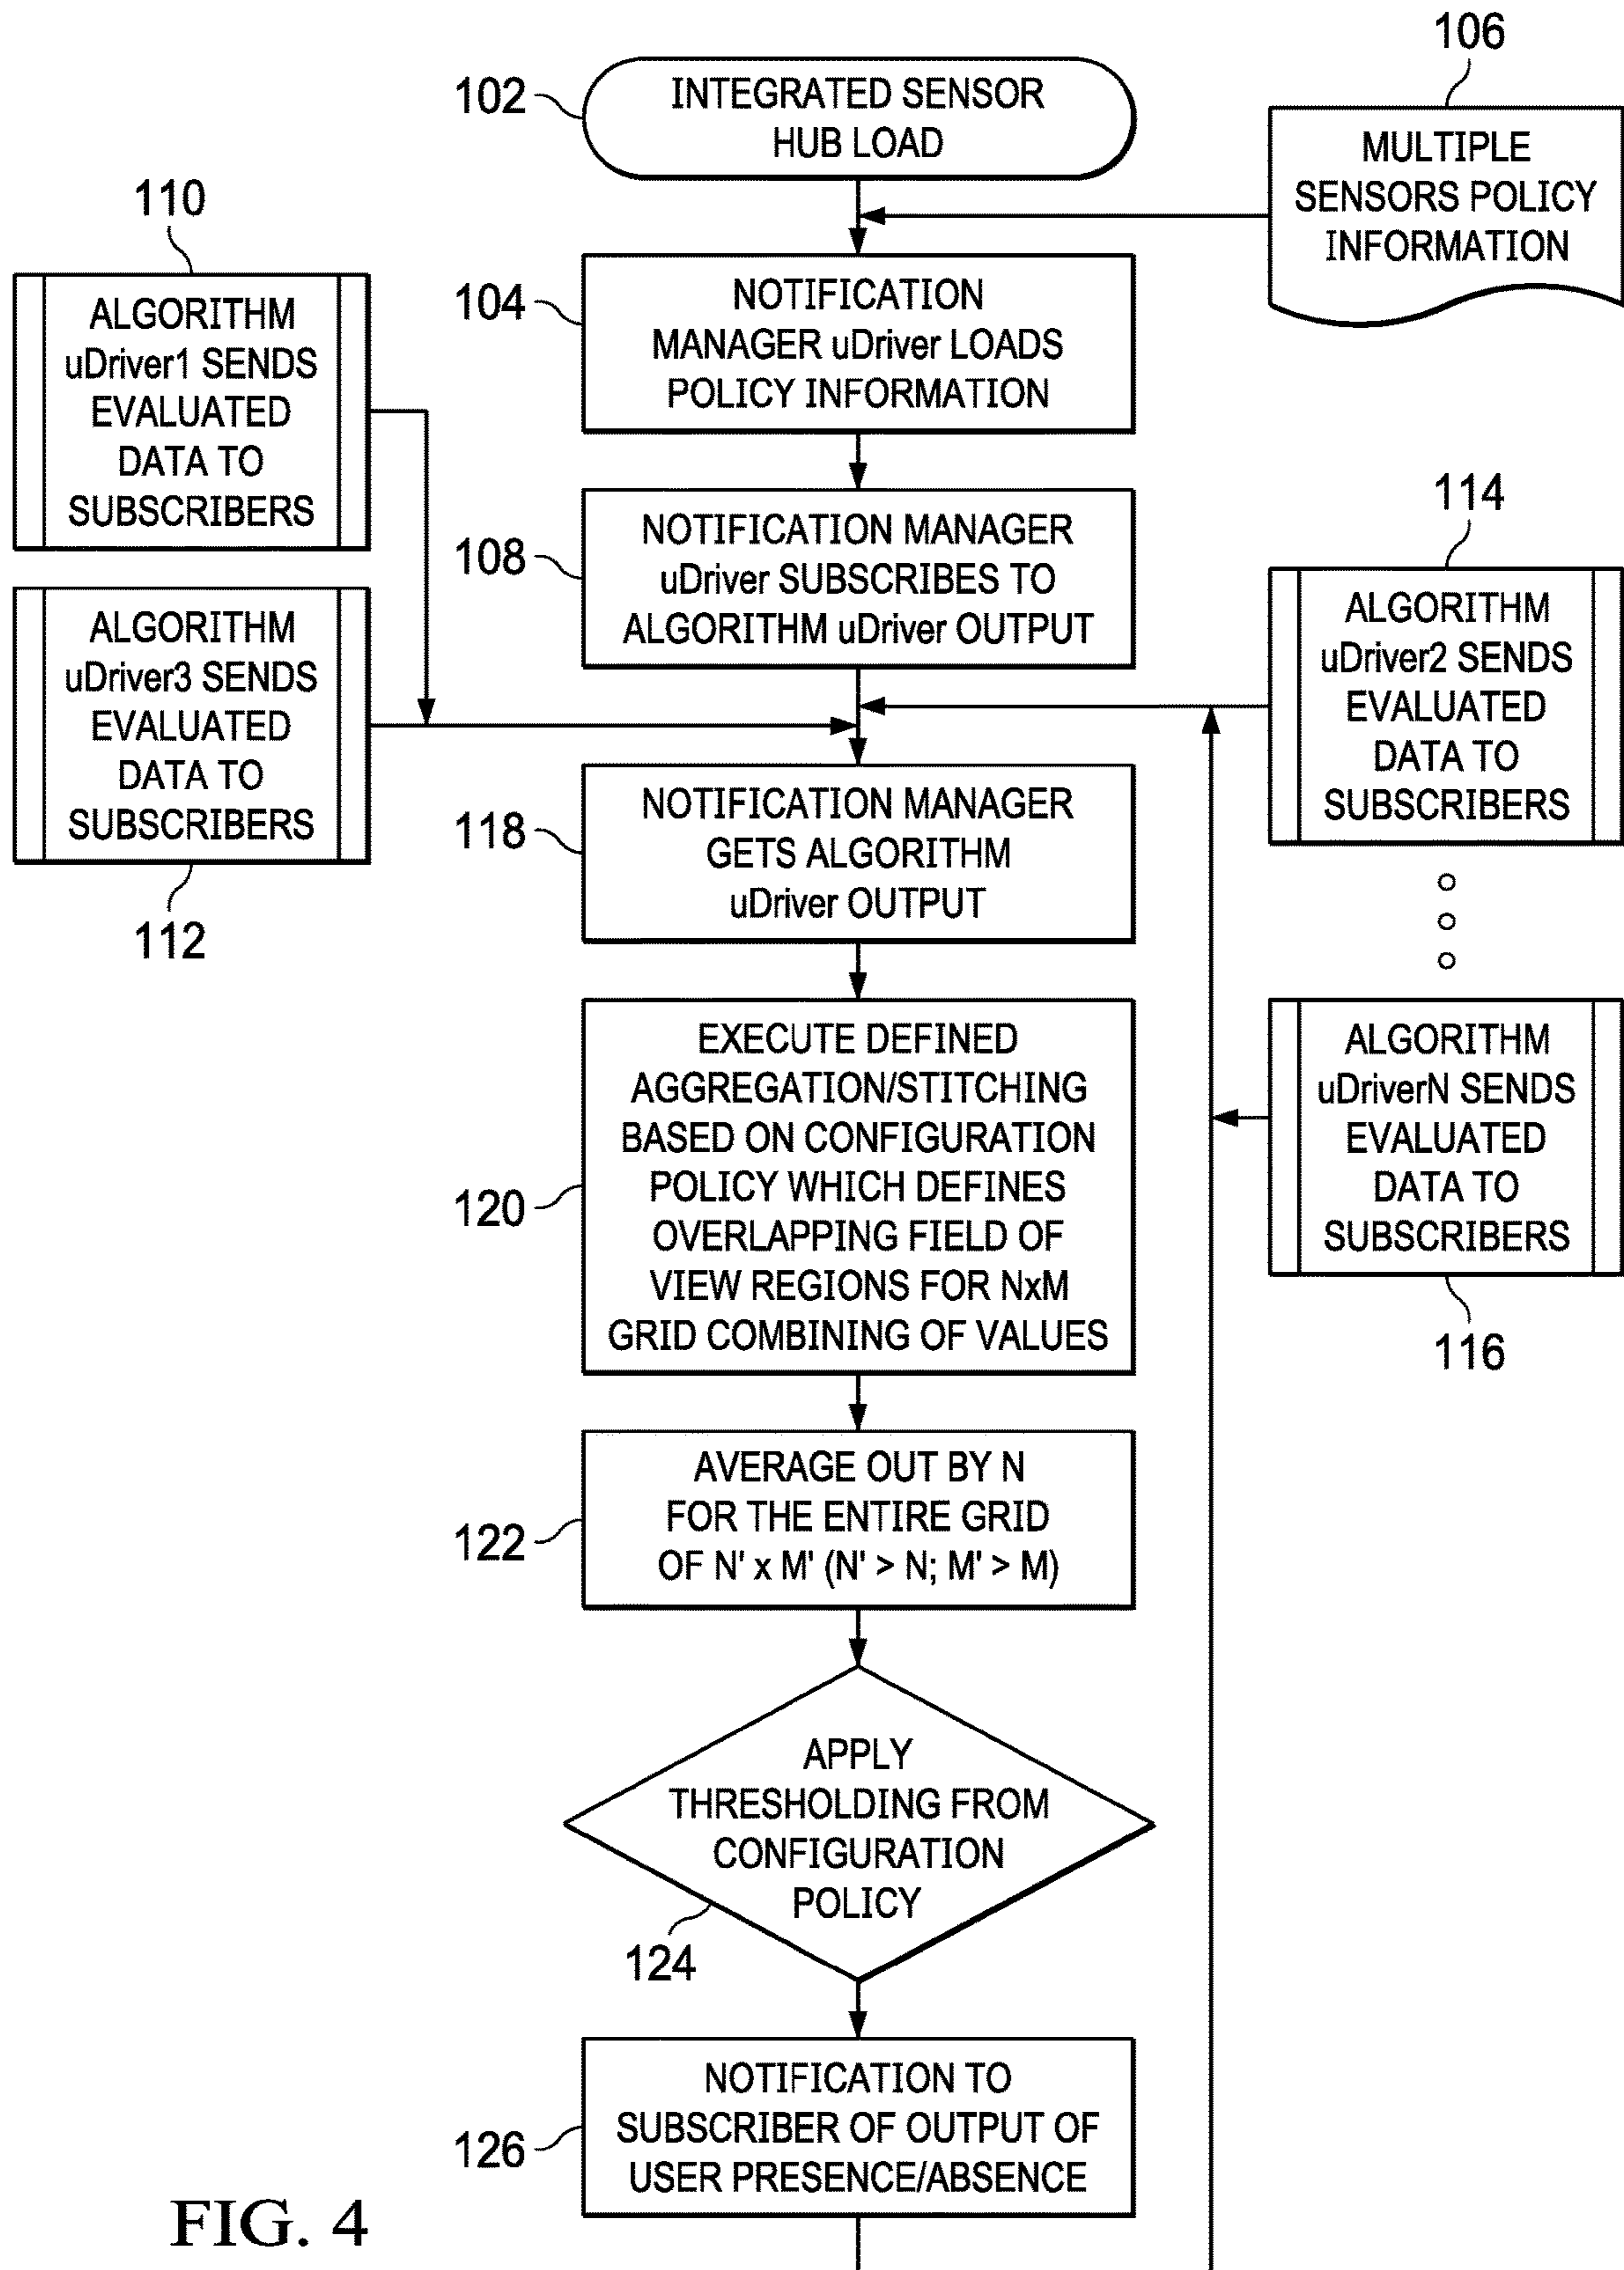 102
INTEGRATED SENSOR
HUB LOAD
106
MULTIPLE
SENSORS POLICY
INFORMATION
104
NOTIFICATION
MANAGER uDriver LOADS
POLICY INFORMATION
110
ALGORITHM
uDriver1 SENDS
EVALUATED
DATA TO
SUBSCRIBERS
108
NOTIFICATION MANAGER
uDriver SUBSCRIBES TO
ALGORITHM uDriver OUTPUT
ALGORITHM
uDriver3 SENDS
EVALUATED
DATA TO
SUBSCRIBERS
112
114
ALGORITHM
uDriver2 SENDS
EVALUATED
DATA TO
SUBSCRIBERS
118
NOTIFICATION MANAGER
GETS ALGORITHM
uDriver OUTPUT
ALGORITHM
uDriverN SENDS
EVALUATED
DATA TO
SUBSCRIBERS
116
120
EXECUTE DEFINED
AGGREGATION/STITCHING
BASED ON CONFIGURATION
POLICY WHICH DEFINES
OVERLAPPING FIELD OF
VIEW REGIONS FOR NxM
GRID COMBINING OF VALUES
122
AVERAGE OUT BY N
FOR THE ENTIRE GRID
OF N' x M' (N' > N; M' > M)
APPLY
THRESHOLDING FROM
CONFIGURATION
POLICY
124
126
NOTIFICATION TO
SUBSCRIBER OF OUTPUT OF
USER PRESENCE/ABSENCE
FIG. 4